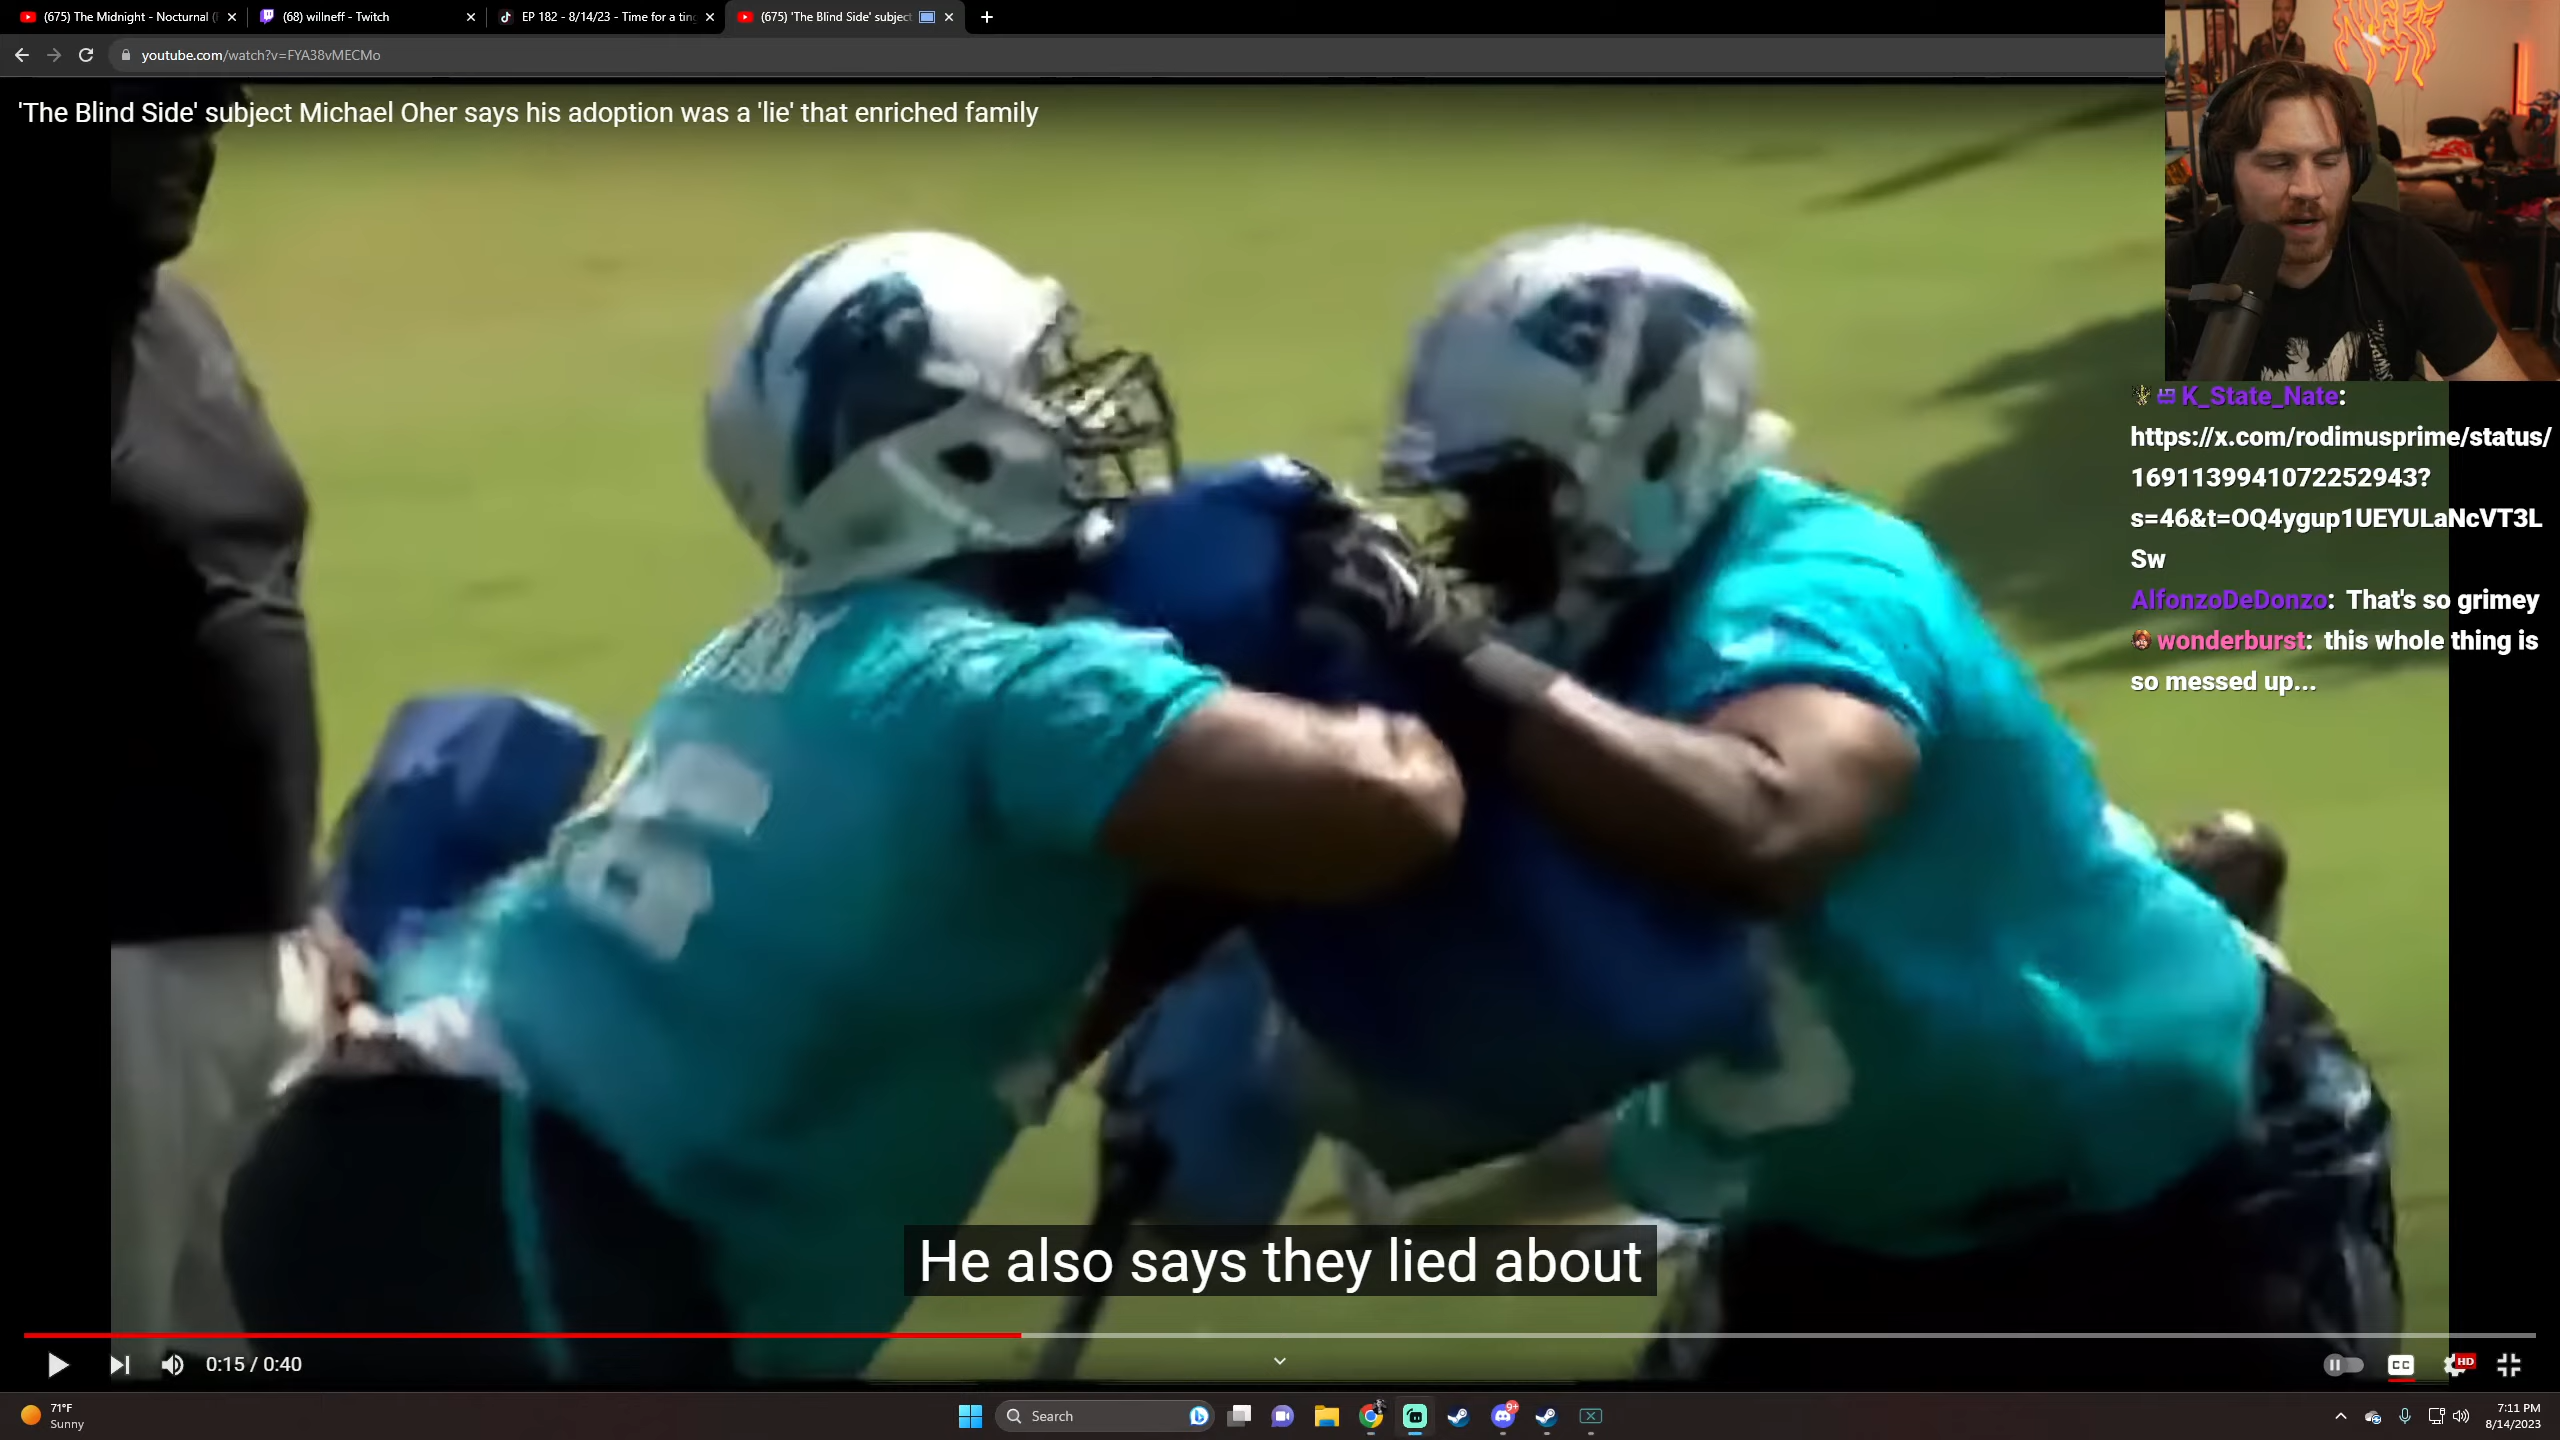 (675) The Midnight - Nocturnal (
(68) willneff - Twitch
EP 182 - 8/14/23 - Time for a tin
(675) 'The Blind Side' subject
youtube.com/watch?v=FYA38vMECMo
'The Blind Side' subject Michael Oher says his adoption was a 'lie' that enriched family
K_State_Nate:
https://x.com/rodimusprime/status/
1691139941072252943?
s=46&t=OQ4ygup1UEYULaNcVT3L
Sw
AlfonzoDeDonzo: That's so grimey
wonderburst: this whole thing is
so messed up...
He also says they lied about
0:15 / 0:40
CC
HD
71°F
Sunny
Search
9+
7:11 PM
8/14/2023